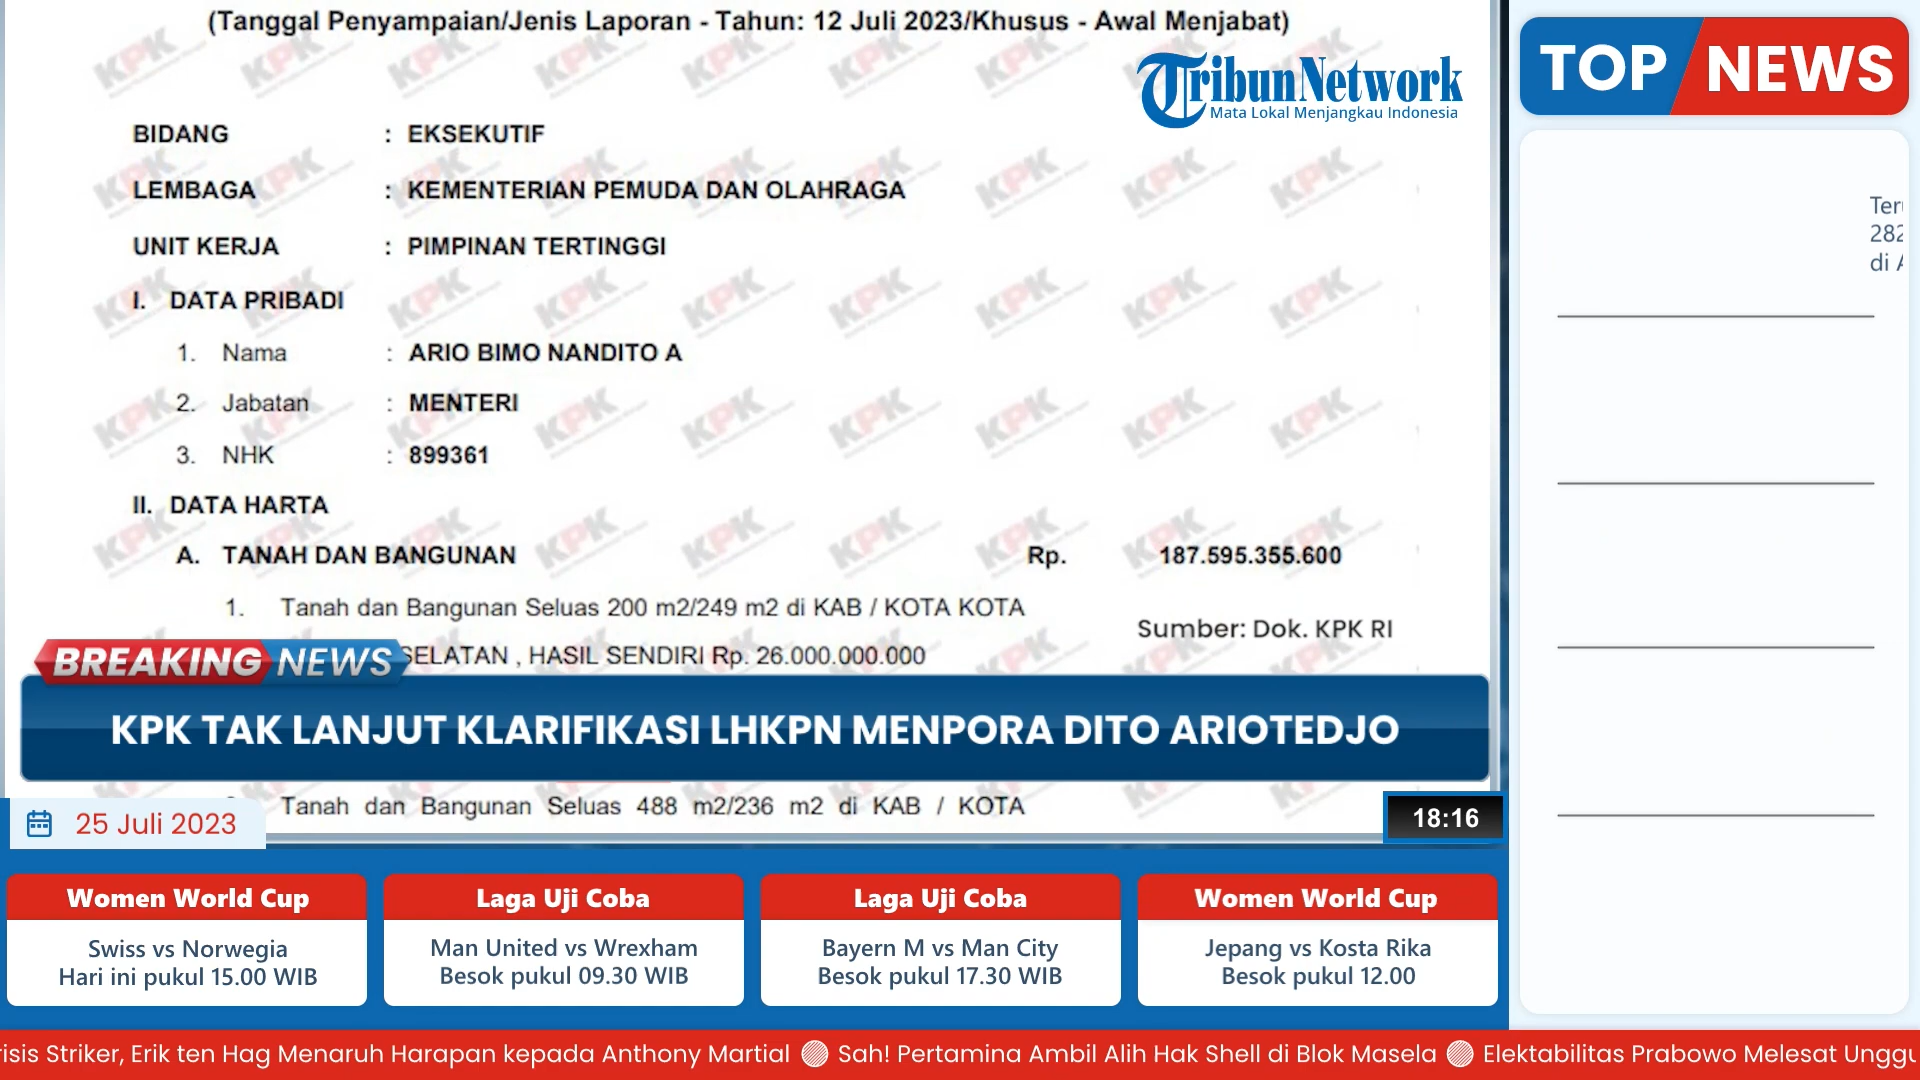 (Tanggal Penyampaian/Jenis Laporan - Tahun: 12 Juli 2023/Khusus - Awal Menjabat)
TribunNetwork
Mata Lokal Menjangkau Indonesia
BIDANG : EKSEKUTIF
LEMBAGA : KEMENTERIAN PEMUDA DAN OLAHRAGA
UNIT KERJA : PIMPINAN TERTINGGI
I. DATA PRIBADI
1. Nama : ARIO BIMO NANDITO A
2. Jabatan : MENTERI
3. NHK : 899361
II. DATA HARTA
A. TANAH DAN BANGUNAN Rp. 187.595.355.600
1. Tanah dan Bangunan Seluas 200 m2/249 m2 di KAB / KOTA KOTA
Sumber: Dok. KPK RI
SELATAN , HASIL SENDIRI Rp. 26.000.000.000
BREAKING NEWS
KPK TAK LANJUT KLARIFIKASI LHKPN MENPORA DITO ARIOTEDJO
Tanah dan Bangunan Seluas 488 m2/236 m2 di KAB / KOTA
25 Juli 2023
18:16
Women World Cup
Swiss vs Norwegia
Hari ini pukul 15.00 WIB
Laga Uji Coba
Man United vs Wrexham
Besok pukul 09.30 WIB
Laga Uji Coba
Bayern M vs Man City
Besok pukul 17.30 WIB
Women World Cup
Jepang vs Kosta Rika
Besok pukul 12.00
TOP NEWS
282
di A
risis Striker, Erik ten Hag Menaruh Harapan kepada Anthony Martial Sah! Pertamina Ambil Alih Hak Shell di Blok Masela Elektabilitas Prabowo Melesat Unggu